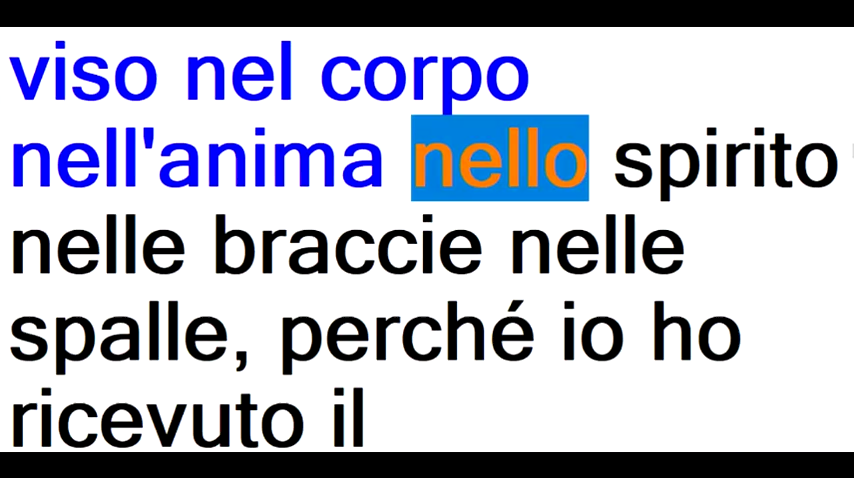 viso nel corpo
nell'anima nello spirito
nelle braccie nelle
spalle, perché io ho
ricevuto il